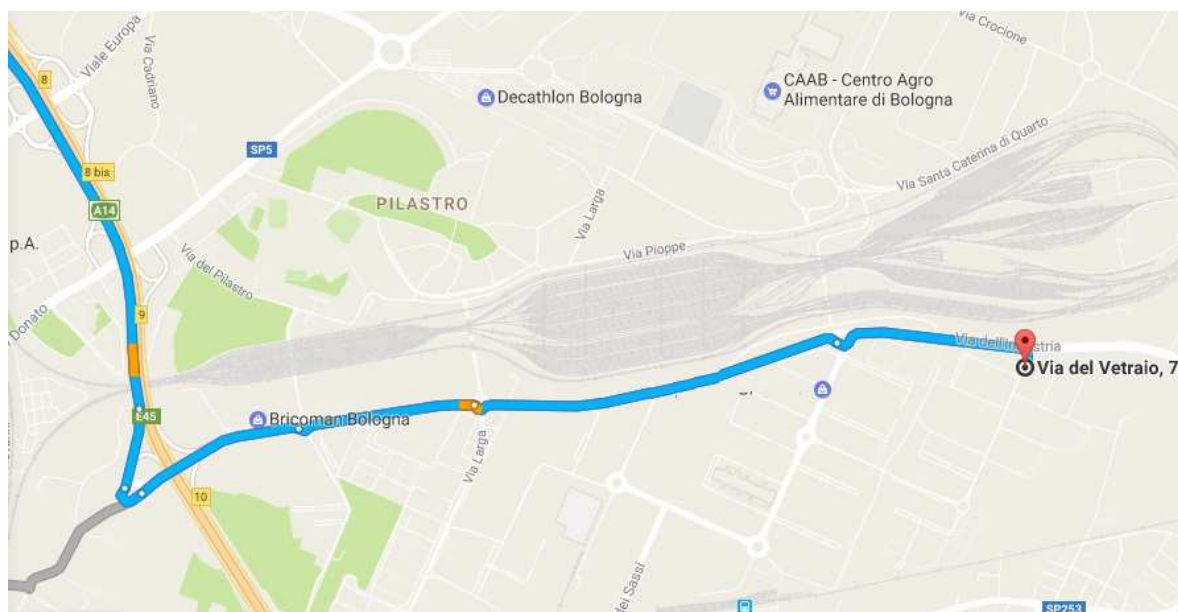 Viale Europa
Via Cadriano
Via Crocione
8
Decathlon Bologna
CAAB - Centro Agro
Alimentare di Bologna
SP5
8 bis
Via Santa Caterina di Quarto
A14
PILASTRO
Via Larga
p.A.
Via Pioppe
Via del Pilastro
Donato
9
Via dell'Industria
Via del Vetraio, 7
E45
Bricoman Bologna
Via Larga
10
dei Sassi
SP253